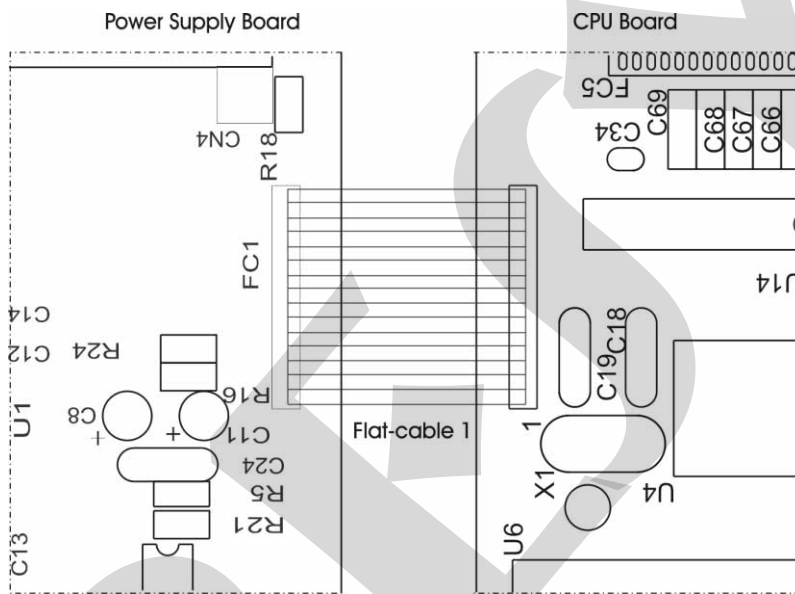 Power Supply Board
CPU Board
CN4
R18
FC1
C14
C12
R24
R16
C8
U1
+
+
C11
C24
R5
R21
C13
Flat-cable 1
FC5
C34
C69
C68
C67
C66
U14
C19
C18
1
X1
U4
U6